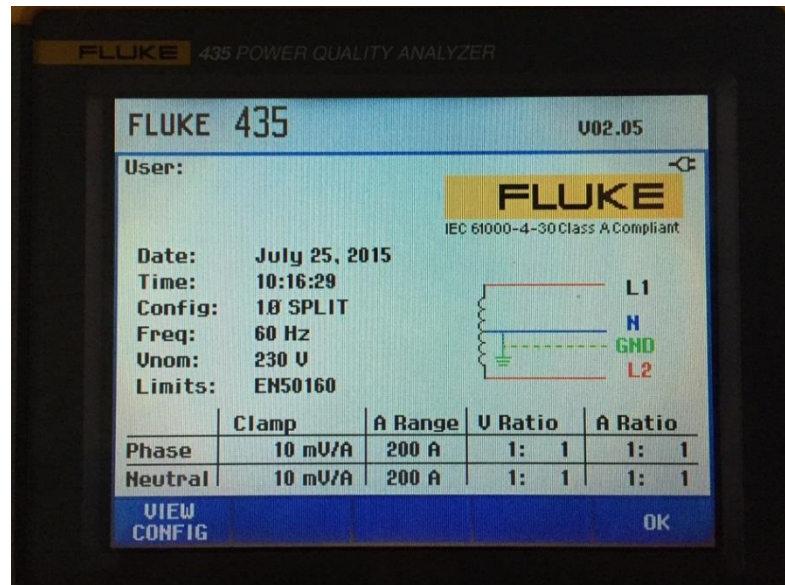 FLUKE 435 POWER QUALITY ANALYZER
FLUKE 435 V02.05
User:
FLUKE
IEC 61000-4-30 Class A Compliant
Date: July 25, 2015
Time: 10:16:29
Config: 1Ø SPLIT
Freq: 60 Hz
Vnom: 230 V
Limits: EN50160
L1
N
GND
L2
Clamp A Range V Ratio A Ratio
Phase 10 mV/A 200 A 1: 1 1: 1
Neutral 10 mV/A 200 A 1: 1 1: 1
VIEW
CONFIG
OK